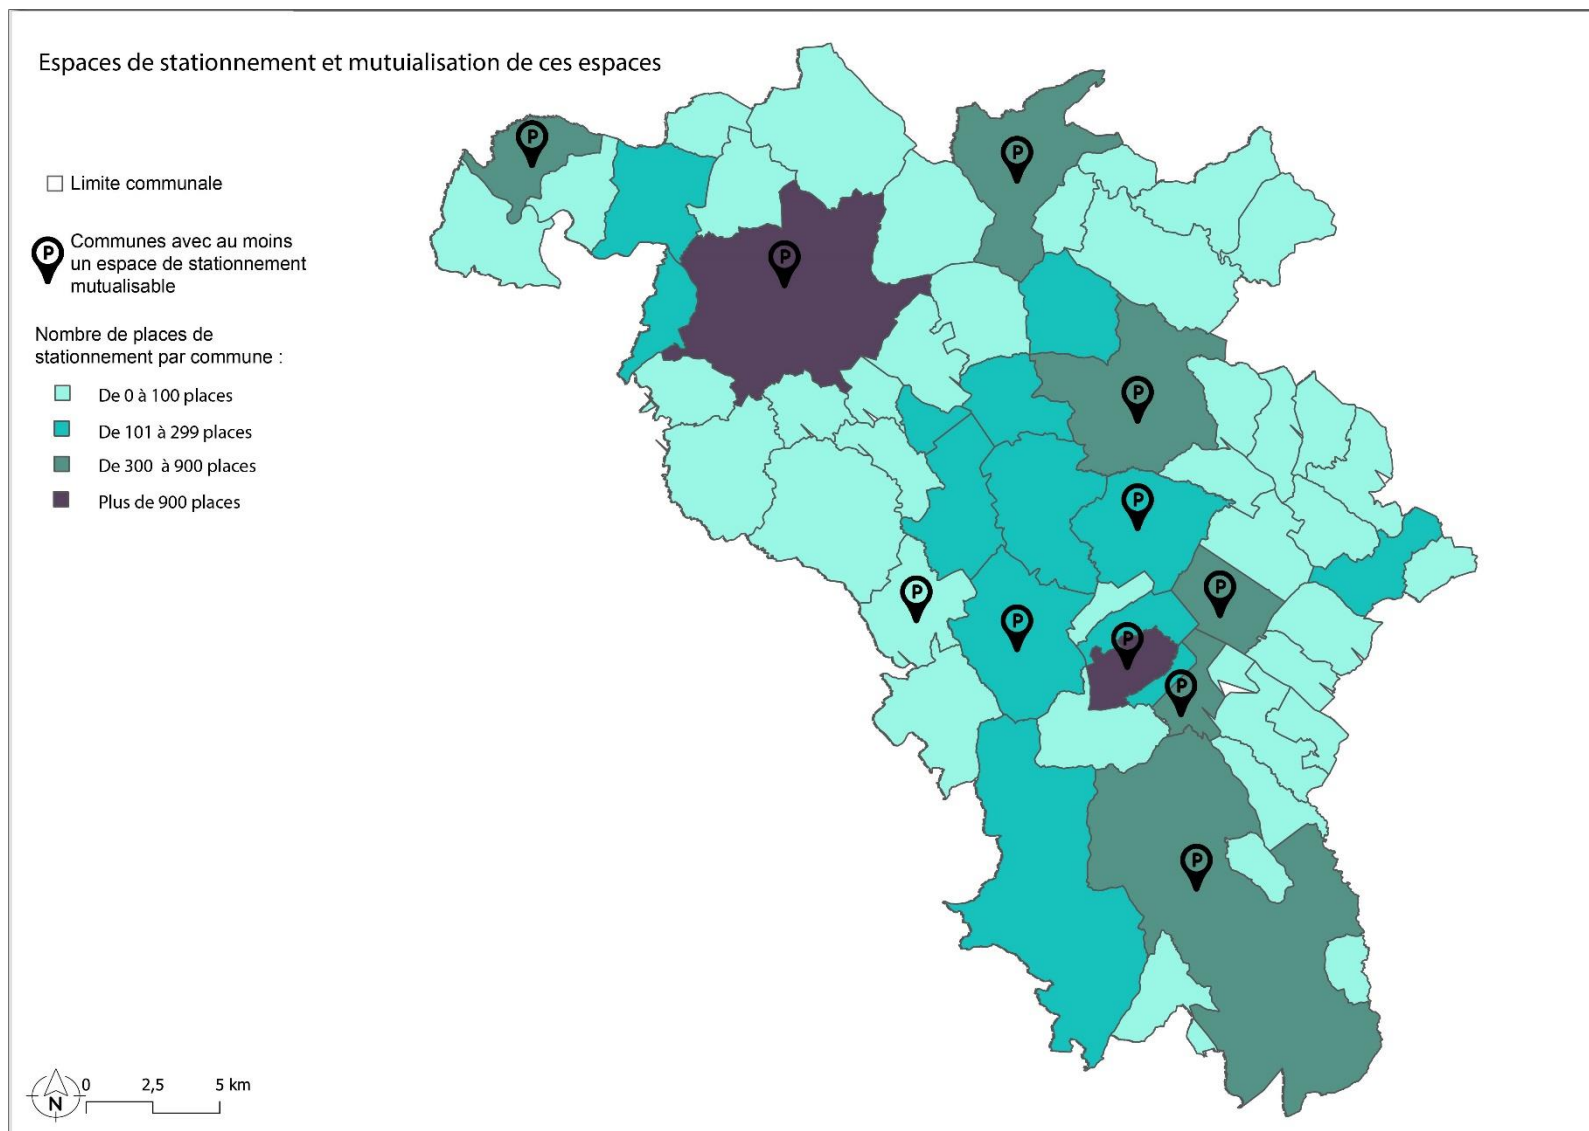 Espaces de stationnement et mutuialisation de ces espaces
Limite communale
P
Communes avec au moins
un espace de stationnement
mutualisable
Nombre de places de
stationnement par commune :
De 0 à 100 places
De 101 à 299 places
De 300 à 900 places
Plus de 900 places
P
P
P
P
P
P
P
P
P
P
P
N
0 2,5 5 km